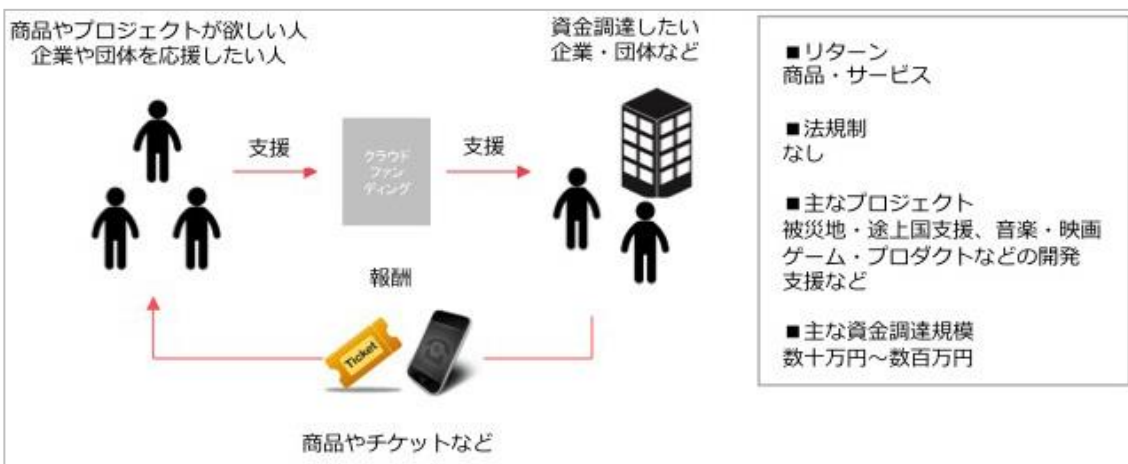 商品やプロジェクトが欲しい人
企業や団体を応援したい人
資金調達したい
企業・団体など
支援
クラウド
ファン
ディング
支援
報酬
Ticket
商品やチケットなど
■リターン
商品・サービス
■法規制
なし
■主なプロジェクト
被災地・途上国支援、音楽・映画
ゲーム・プロダクトなどの開発
支援など
■主な資金調達規模
数十万円～数百万円